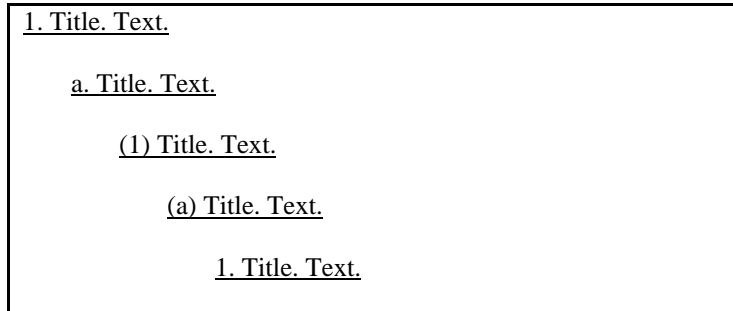 1. Title. Text.
a. Title. Text.
(1) Title. Text.
(a) Title. Text.
1. Title. Text.